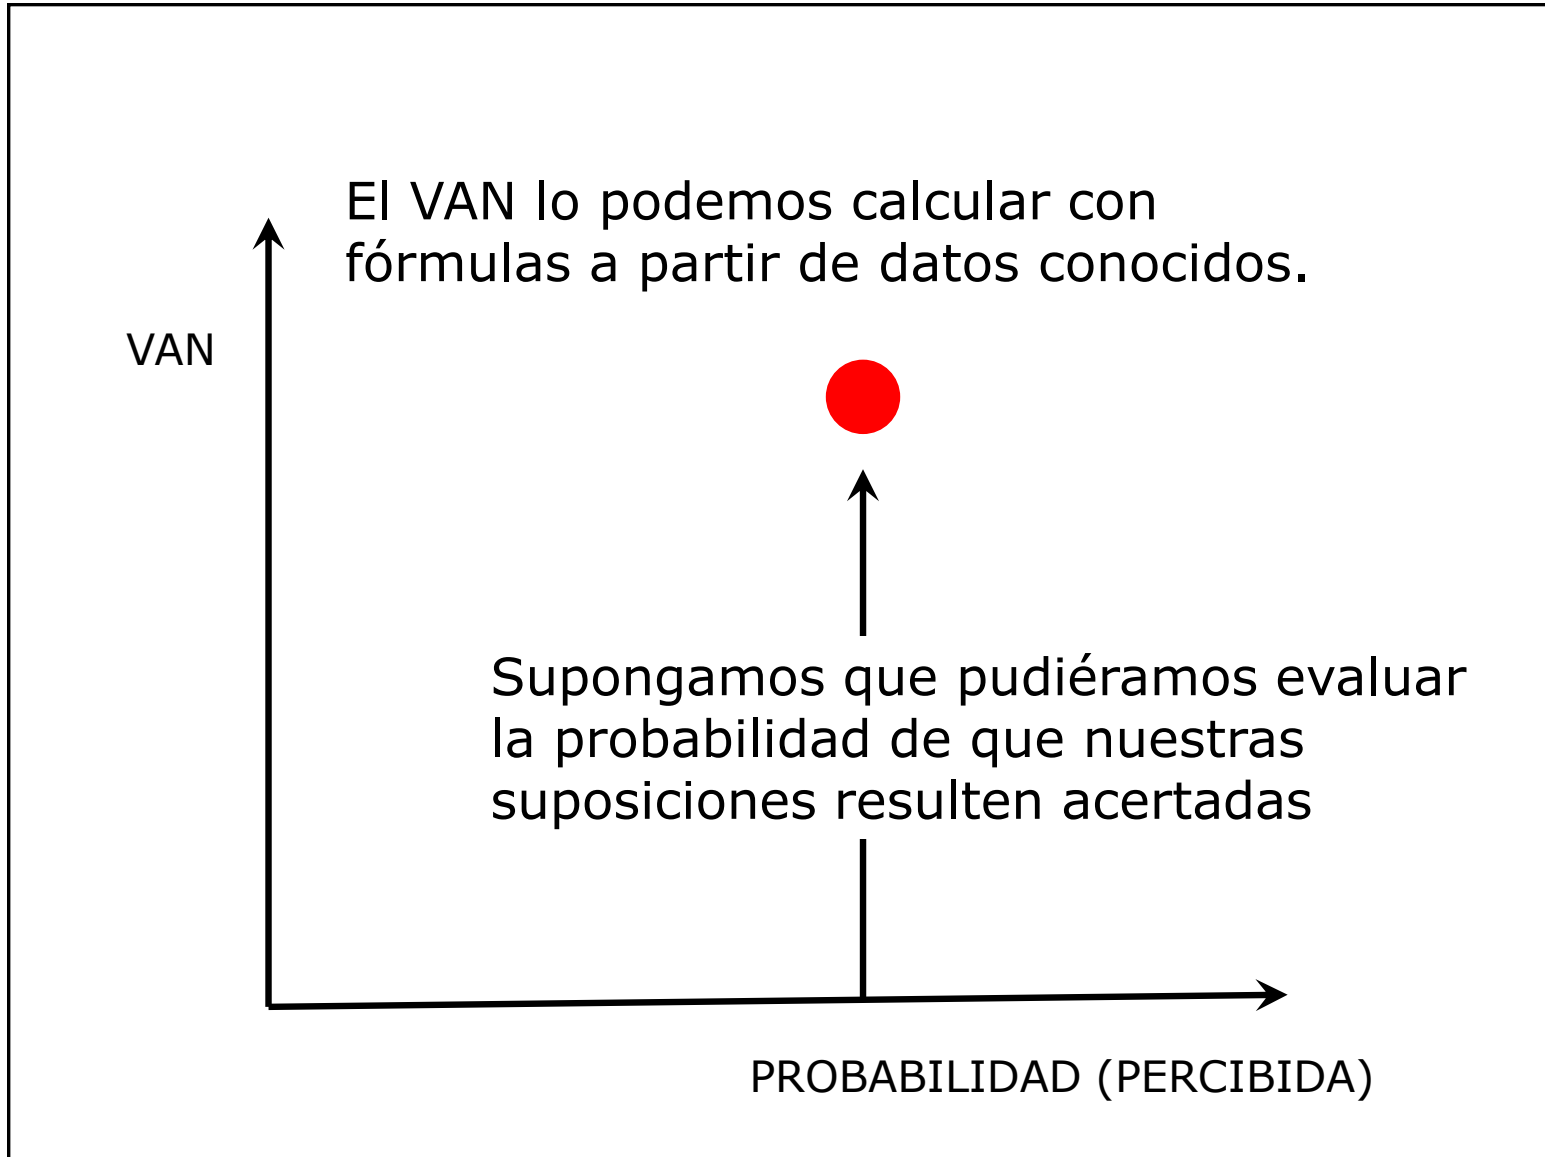 El VAN lo podemos calcular con
fórmulas a partir de datos conocidos.
VAN
Supongamos que pudiéramos evaluar
la probabilidad de que nuestras
suposiciones resulten acertadas
PROBABILIDAD (PERCIBIDA)